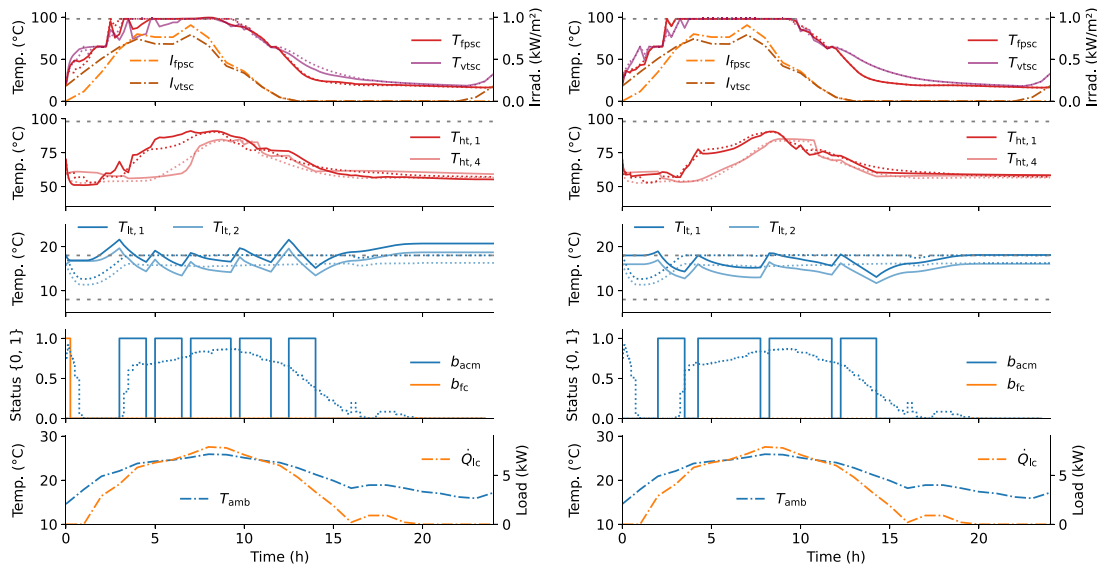 100
50
0
Temp. (°C)
1.0
0.5
0.0
Irrad. (kW/m²)
T_fpsc
T_vtsc
I_fpsc
I_vtsc
100
75
50
Temp. (°C)
T_ht, 1
T_ht, 4
20
10
Temp. (°C)
T_lt, 1
T_lt, 2
1.0
0.5
0.0
Status {0, 1}
b_acm
b_fc
30
20
10
Temp. (°C)
5
0
Load (kW)
Q̇_lc
T_amb
0 5 10 15 20
Time (h)
100
50
0
Temp. (°C)
1.0
0.5
0.0
Irrad. (kW/m²)
T_fpsc
T_vtsc
I_fpsc
I_vtsc
100
75
50
Temp. (°C)
T_ht, 1
T_ht, 4
20
10
Temp. (°C)
T_lt, 1
T_lt, 2
1.0
0.5
0.0
Status {0, 1}
b_acm
b_fc
30
20
10
Temp. (°C)
5
0
Load (kW)
Q̇_lc
T_amb
0 5 10 15 20
Time (h)